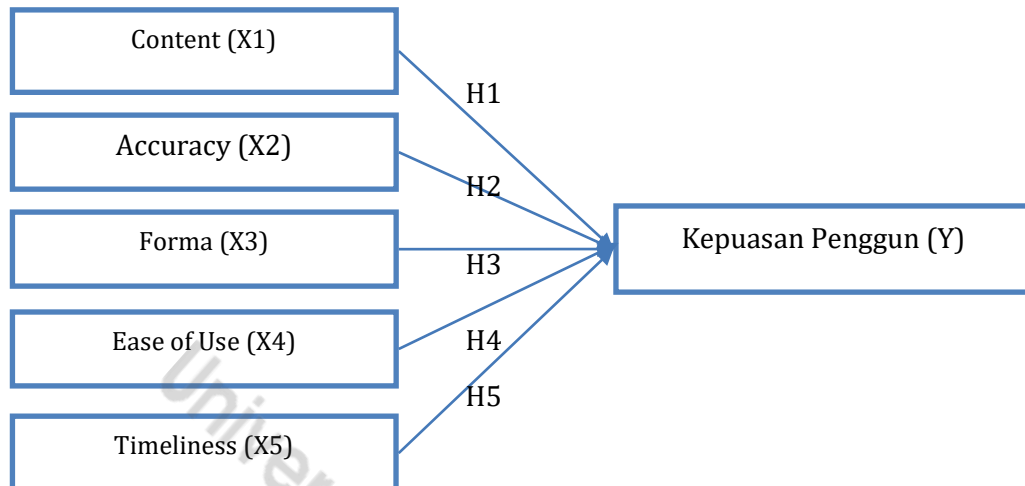 Content (X1)
H1
Accuracy (X2)
H2
Kepuasan Penggun (Y)
Forma (X3)
H3
Ease of Use (X4)
H4
H5
Timeliness (X5)
Univer